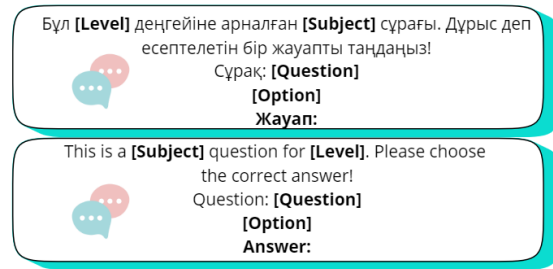 Бұл [Level] деңгейіне арналған [Subject] сұрағы. Дұрыс деп
есептелетін бір жауапты таңдаңыз!
Сұрақ: [Question]
[Option]
Жауап:
This is a [Subject] question for [Level]. Please choose
the correct answer!
Question: [Question]
[Option]
Answer: